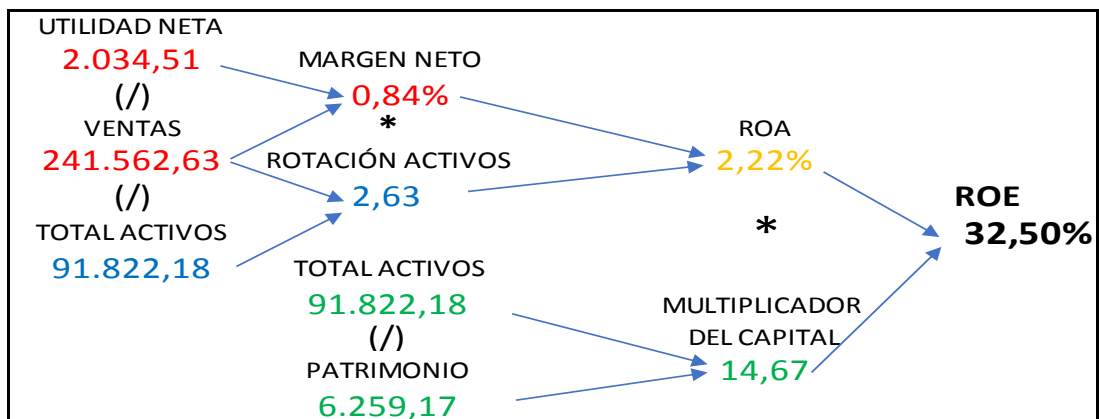 UTILIDAD NETA
2.034,51
(/)
VENTAS
241.562,63
(/)
TOTAL ACTIVOS
91.822,18
MARGEN NETO
0,84%
*
ROTACIÓN ACTIVOS
2,63
TOTAL ACTIVOS
91.822,18
(/)
PATRIMONIO
6.259,17
ROA
2,22%
*
MULTIPLICADOR
DEL CAPITAL
14,67
ROE
32,50%